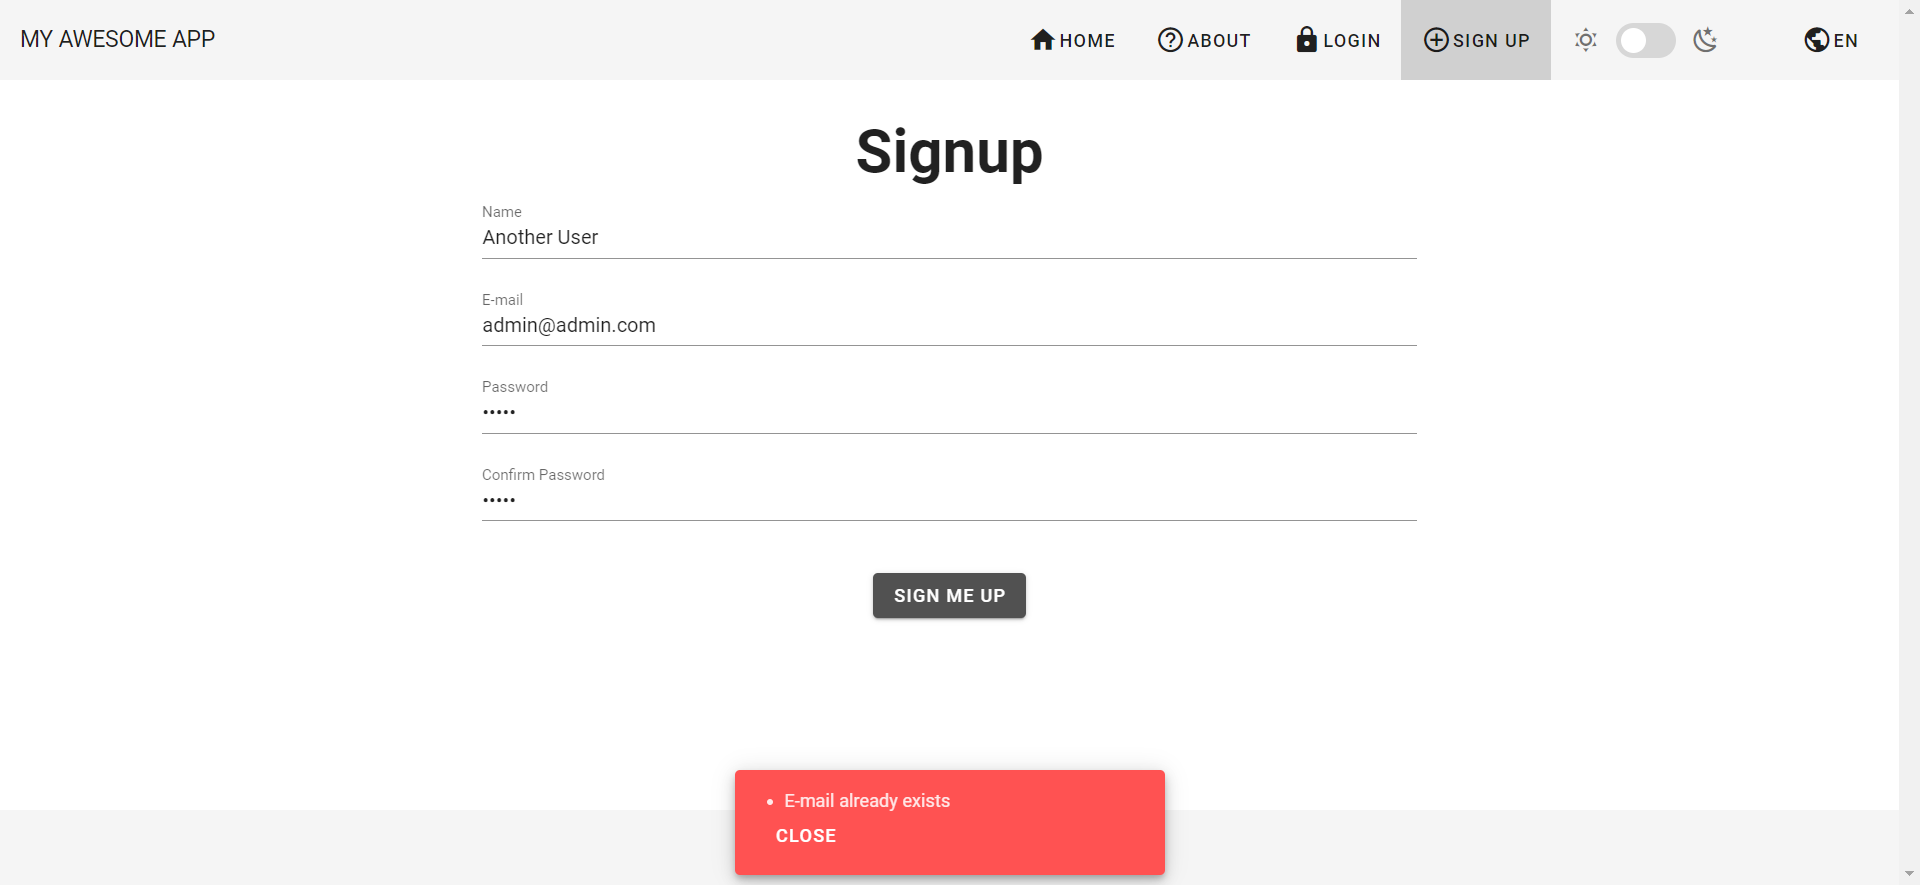 MY AWESOME APP
HOME
ABOUT
LOGIN
SIGN UP
EN
Signup
Name
Another User
E-mail
admin@admin.com
Password
•••••
Confirm Password
•••••
SIGN ME UP
• E-mail already exists
CLOSE